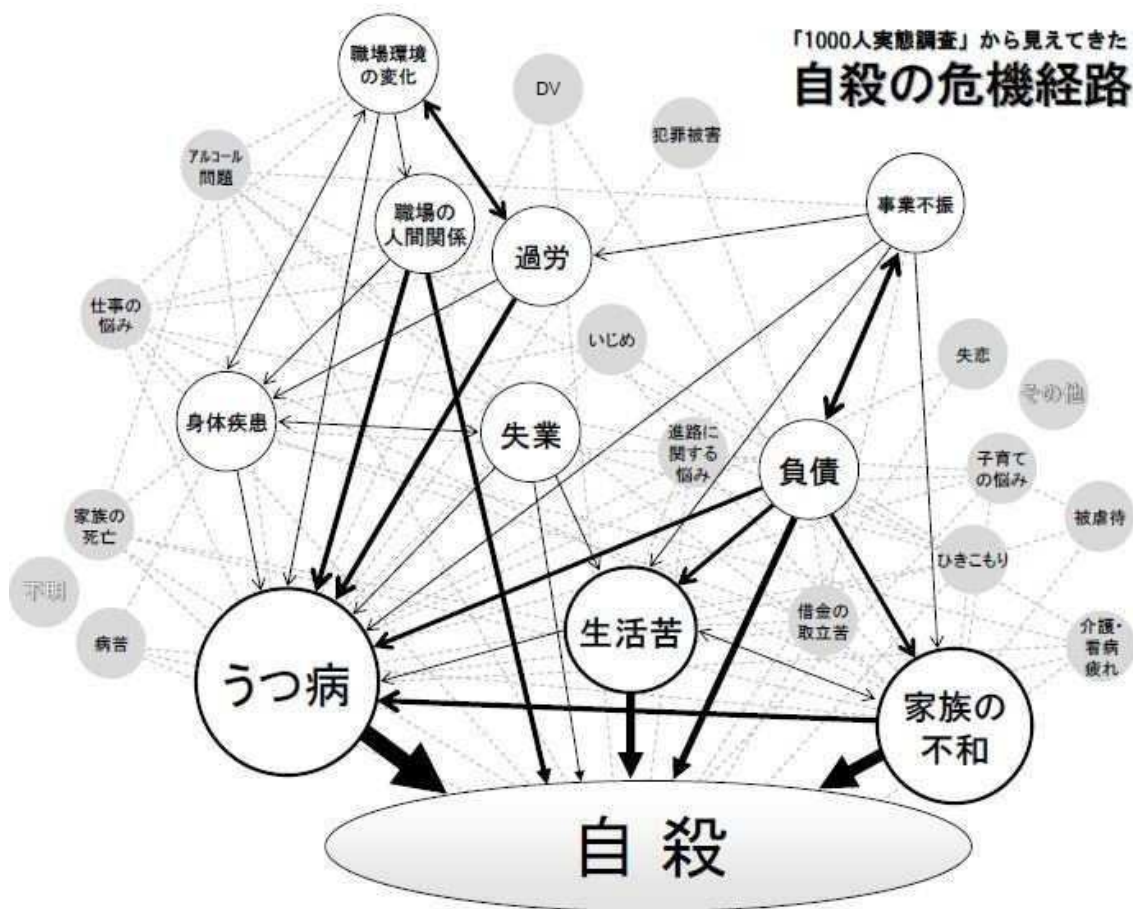 「1000人実態調査」から見えてきた
自殺の危機経路
職場環境
の変化
DV
犯罪被害
アルコール
問題
職場の
人間関係
過労
事業不振
仕事の
悩み
いじめ
失恋
その他
身体疾患
失業
進路に
関する
悩み
負債
子育て
の悩み
被虐待
家族の
死亡
ひきこもり
不明
病苦
生活苦
借金の
取立苦
介護・
看病
疲れ
うつ病
家族の
不和
自殺